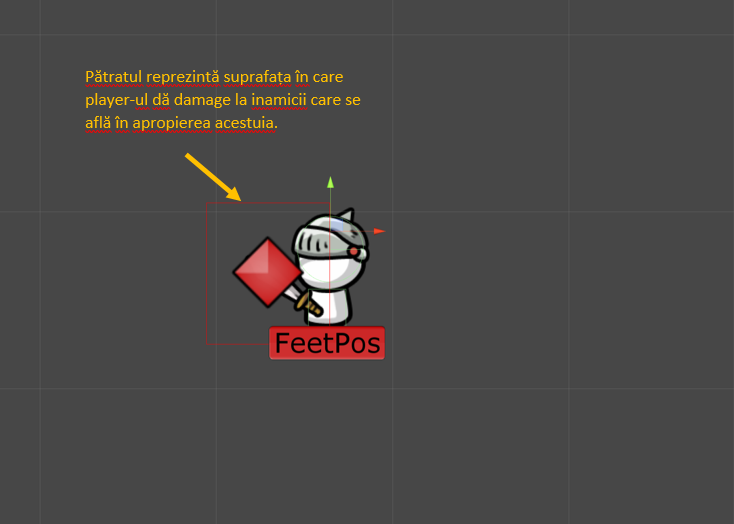 Pătratul reprezintă suprafața în care
player-ul dă damage la inamicii care se
află în apropierea acestuia.
FeetPos